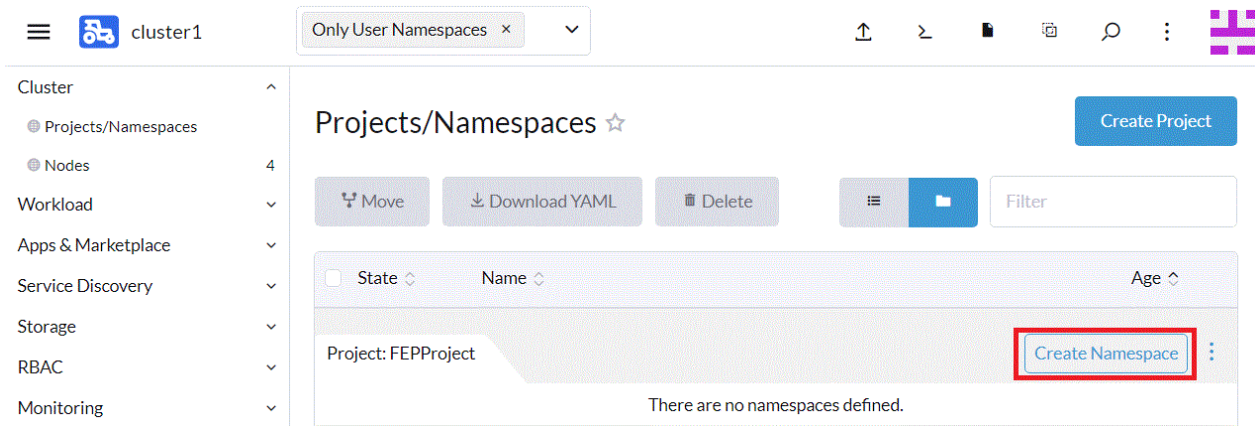 cluster1
Only User Namespaces ×
Cluster
Projects/Namespaces
Nodes 4
Workload
Apps & Marketplace
Service Discovery
Storage
RBAC
Monitoring
Projects/Namespaces
Create Project
Move
Download YAML
Delete
Filter
State
Name
Age
Project: FEPProject
Create Namespace
There are no namespaces defined.